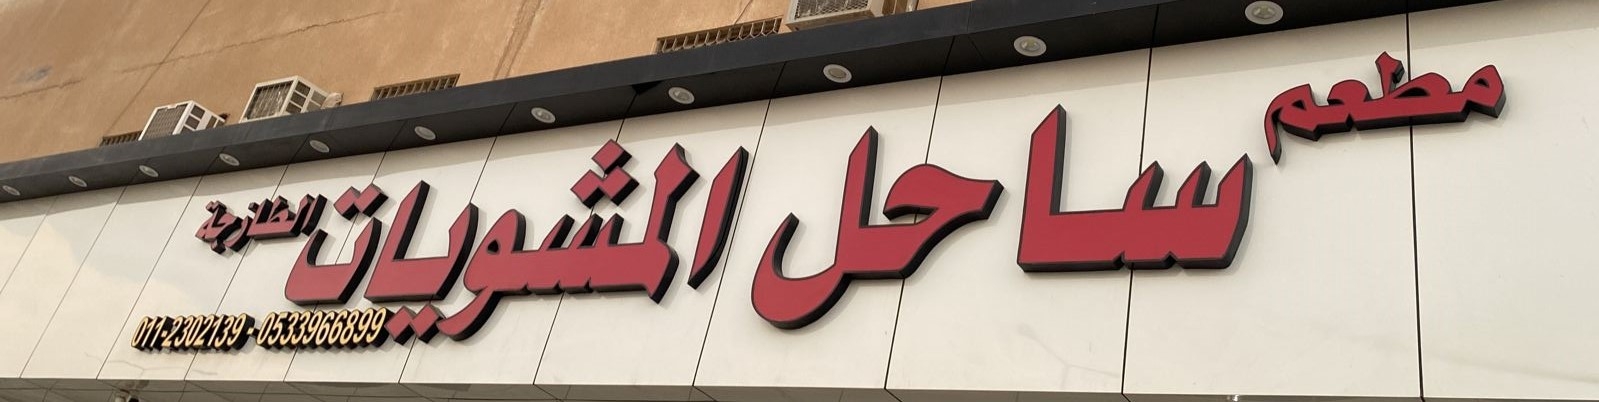 مطعم ساحل المشويات الطازجة
011-2302139 - 0533966899